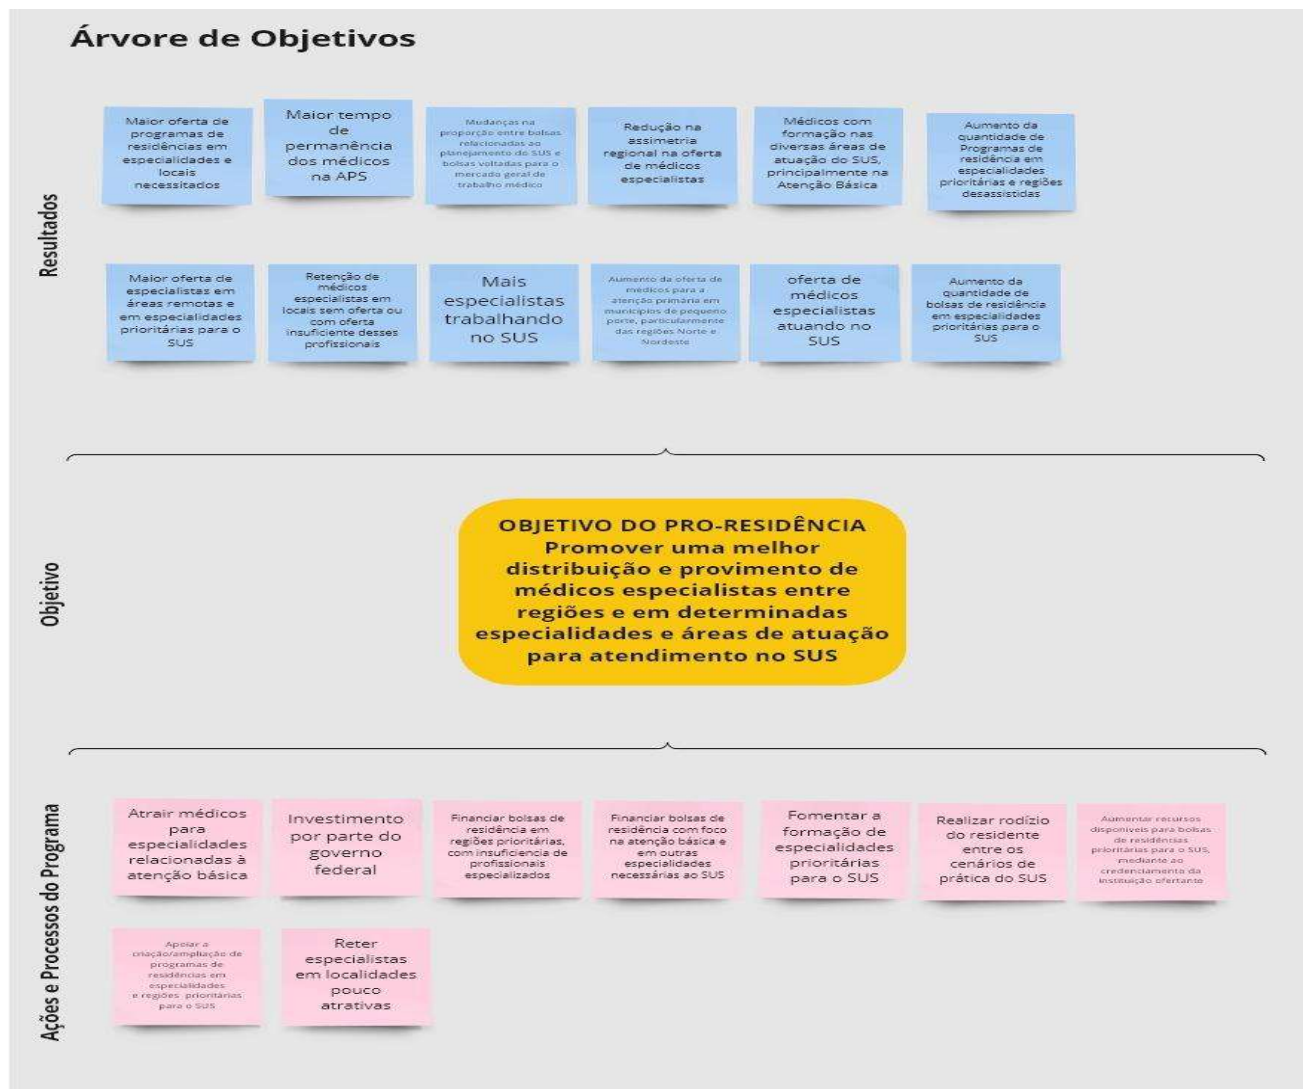 Árvore de Objetivos
Resultados
Maior oferta de
programas de
residências em
especialidades e
locais
necessitados
Maior tempo
de
permanência
dos médicos
na APS
Mudanças na
proporção entre bolsas
relacionadas ao
planejamento do SUS e
bolsas voltadas para o
mercado geral de
trabalho médico
Redução na
assimetria
regional na oferta
de médicos
especialistas
Médicos com
formação nas
diversas áreas de
atuação do SUS,
principalmente na
Atenção Básica
Aumento da
quantidade de
Programas de
residência em
especialidades
prioritárias e regiões
desassistidas
Maior oferta de
especialistas em
áreas remotas e
em especialidades
prioritárias para o
SUS
Retenção de
médicos
especialistas em
locais sem oferta ou
com oferta
insuficiente desses
profissionais
Mais
especialistas
trabalhando
no SUS
Aumento da oferta de
médicos para a
atenção primária em
municípios de pequeno
porte, particularmente
das regiões Norte e
Nordeste
oferta de
médicos
especialistas
atuando no
SUS
Aumento da
quantidade de
bolsas de residência
em especialidades
prioritárias para o
SUS
Objetivo
OBJETIVO DO PRO-RESIDÊNCIA
Promover uma melhor
distribuição e provimento de
médicos especialistas entre
regiões e em determinadas
especialidades e áreas de atuação
para atendimento no SUS
Ações e Processos do Programa
Atrair médicos
para
especialidades
relacionadas à
atenção básica
Investimento
por parte do
governo
federal
Financiar bolsas de
residência em
regiões prioritárias,
com insuficiencia de
profissionais
especializados
Financiar bolsas de
residência com foco
na atenção básica e
em outras
especialidades
necessárias ao SUS
Fomentar a
formação de
especialidades
prioritárias
para o SUS
Realizar rodízio
do residente
entre os
cenários de
prática do SUS
Aumentar recursos
disponíveis para bolsas
de residências
prioritárias para o SUS,
mediante ao
credenciamento da
instituição ofertante
Apoiar a
criação/ampliação de
programas de
residências em
especialidades
e regiões prioritárias
para o SUS
Reter
especialistas
em localidades
pouco
atrativas